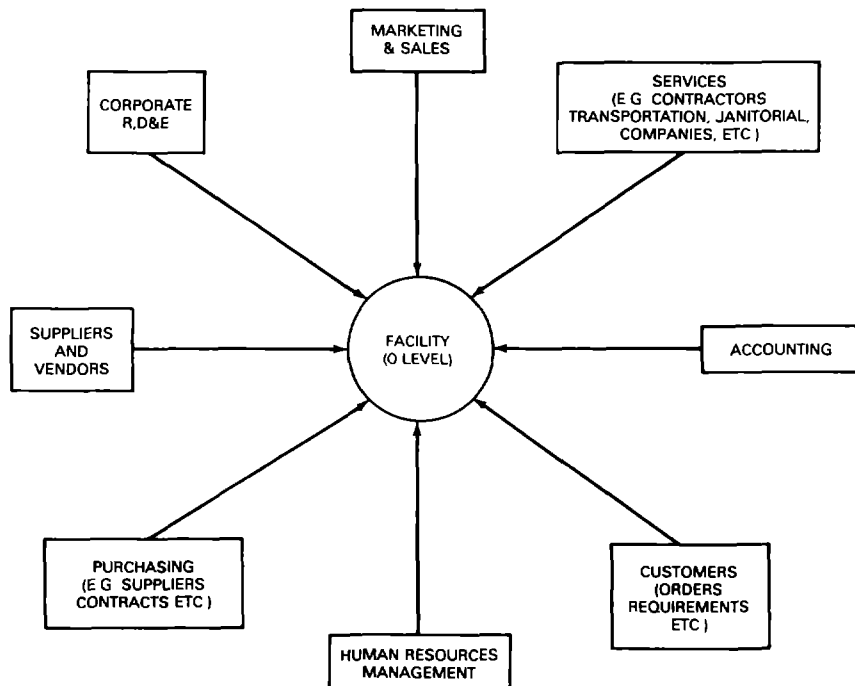 MARKETING
& SALES
CORPORATE
R,D&E
SERVICES
(E G CONTRACTORS
TRANSPORTATION, JANITORIAL,
COMPANIES, ETC )
SUPPLIERS
AND
VENDORS
FACILITY
(O LEVEL)
ACCOUNTING
PURCHASING
(E G SUPPLIERS
CONTRACTS ETC )
HUMAN RESOURCES
MANAGEMENT
CUSTOMERS
(ORDERS
REQUIREMENTS
ETC )